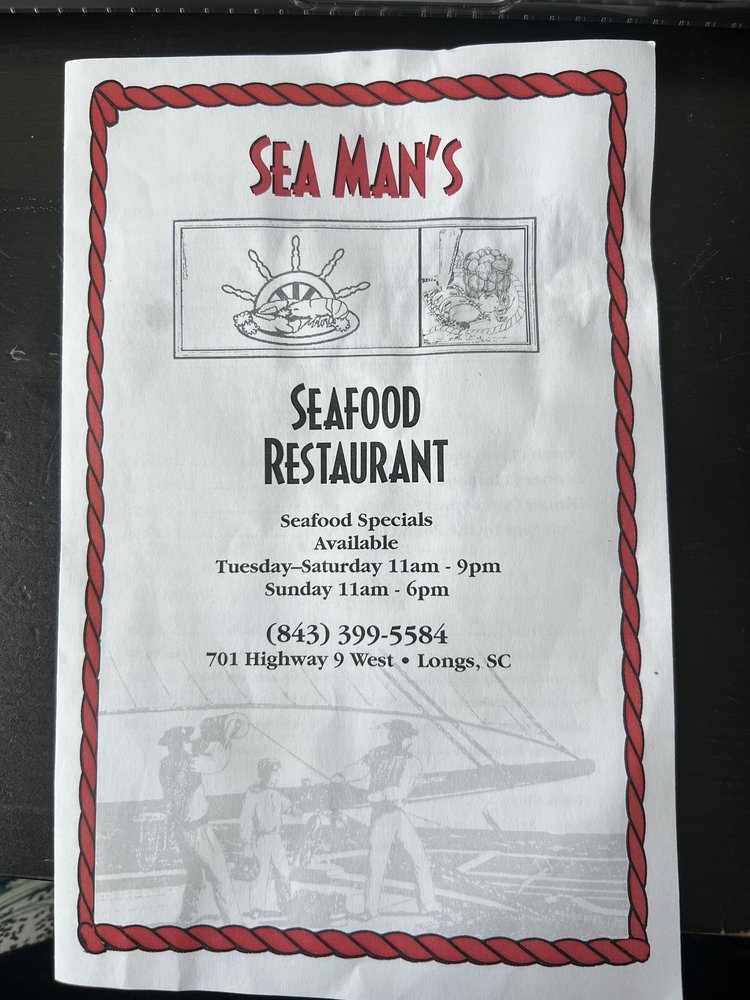 SEA MAN'S
SEAFOOD
RESTAURANT
Seafood Specials
Available
Tuesday–Saturday 11am - 9pm
Sunday 11am - 6pm
(843) 399-5584
701 Highway 9 West • Longs, SC